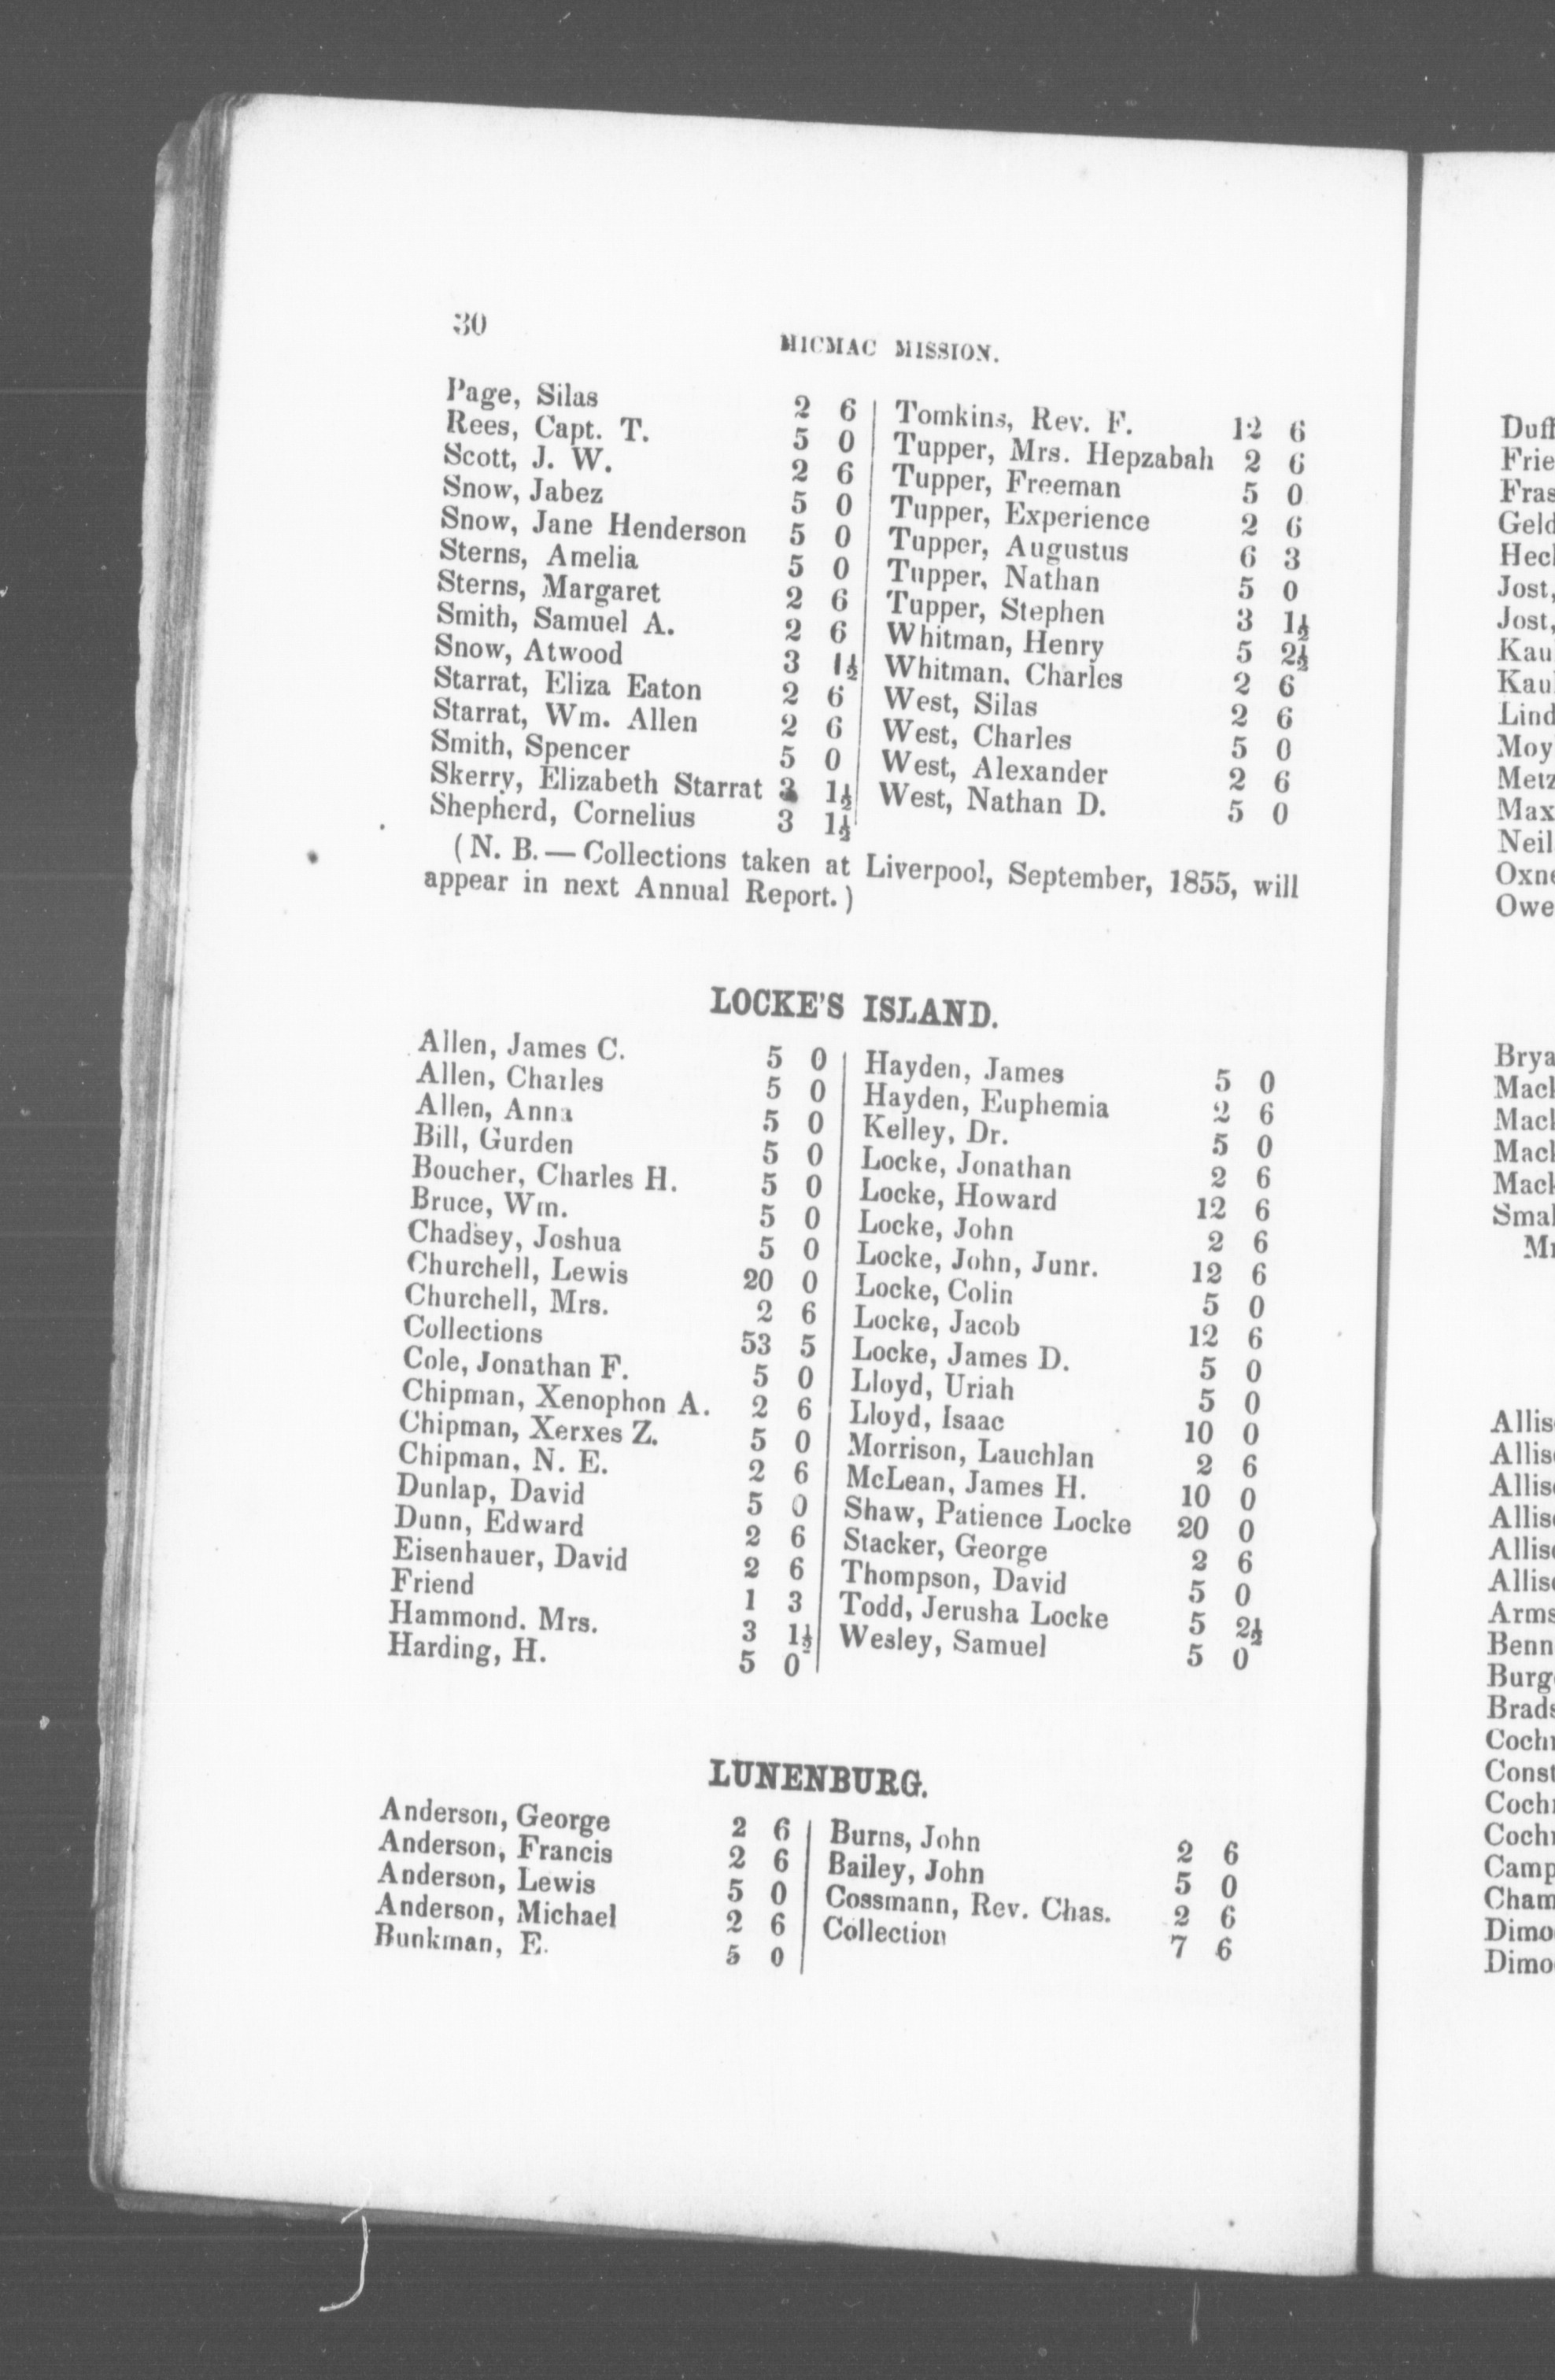 30
MICMAC MISSION.
Page, Silas 2 6
Rees, Capt. T. 5 0
Scott, J. W. 2 6
Snow, Jabez 5 0
Snow, Jane Henderson 5 0
Sterns, Amelia 5 0
Sterns, Margaret 2 6
Smith, Samuel A. 2 6
Snow, Atwood 3 1½
Starrat, Eliza Eaton 2 6
Starrat, Wm. Allen 2 6
Smith, Spencer 5 0
Skerry, Elizabeth Starrat 3 1½
Shepherd, Cornelius 3 1½
Tomkins, Rev. F. 12 6
Tupper, Mrs. Hepzabah 2 6
Tupper, Freeman 5 0
Tupper, Experience 2 6
Tupper, Augustus 6 3
Tupper, Nathan 5 0
Tupper, Stephen 3 1½
Whitman, Henry 5 2½
Whitman, Charles 2 6
West, Silas 2 6
West, Charles 5 0
West, Alexander 2 6
West, Nathan D. 5 0
(N. B.—Collections taken at Liverpool, September, 1855, will
appear in next Annual Report.)
LOCKE'S ISLAND.
Allen, James C. 5 0
Allen, Charles 5 0
Allen, Anna 5 0
Bill, Gurden 5 0
Boucher, Charles H. 5 0
Bruce, Wm. 5 0
Chadsey, Joshua 5 0
Churchell, Lewis 20 0
Churchell, Mrs. 2 6
Collections 53 5
Cole, Jonathan F. 5 0
Chipman, Xenophon A. 2 6
Chipman, Xerxes Z. 5 0
Chipman, N. E. 2 6
Dunlap, David 5 0
Dunn, Edward 2 6
Eisenhauer, David 2 6
Friend 1 3
Hammond. Mrs. 3 1½
Harding, H. 5 0
Hayden, James 5 0
Hayden, Euphemia 2 6
Kelley, Dr. 5 0
Locke, Jonathan 2 6
Locke, Howard 12 6
Locke, John 2 6
Locke, John, Junr. 12 6
Locke, Colin 5 0
Locke, Jacob 12 6
Locke, James D. 5 0
Lloyd, Uriah 5 0
Lloyd, Isaac 10 0
Morrison, Lauchlan 2 6
McLean, James H. 10 0
Shaw, Patience Locke 20 0
Stacker, George 2 6
Thompson, David 5 0
Todd, Jerusha Locke 5 2½
Wesley, Samuel 5 0
LUNENBURG.
Anderson, George 2 6
Anderson, Francis 2 6
Anderson, Lewis 5 0
Anderson, Michael 2 6
Bunkman, E. 5 0
Burns, John 2 6
Bailey, John 5 0
Cossmann, Rev. Chas. 2 6
Collection 7 6